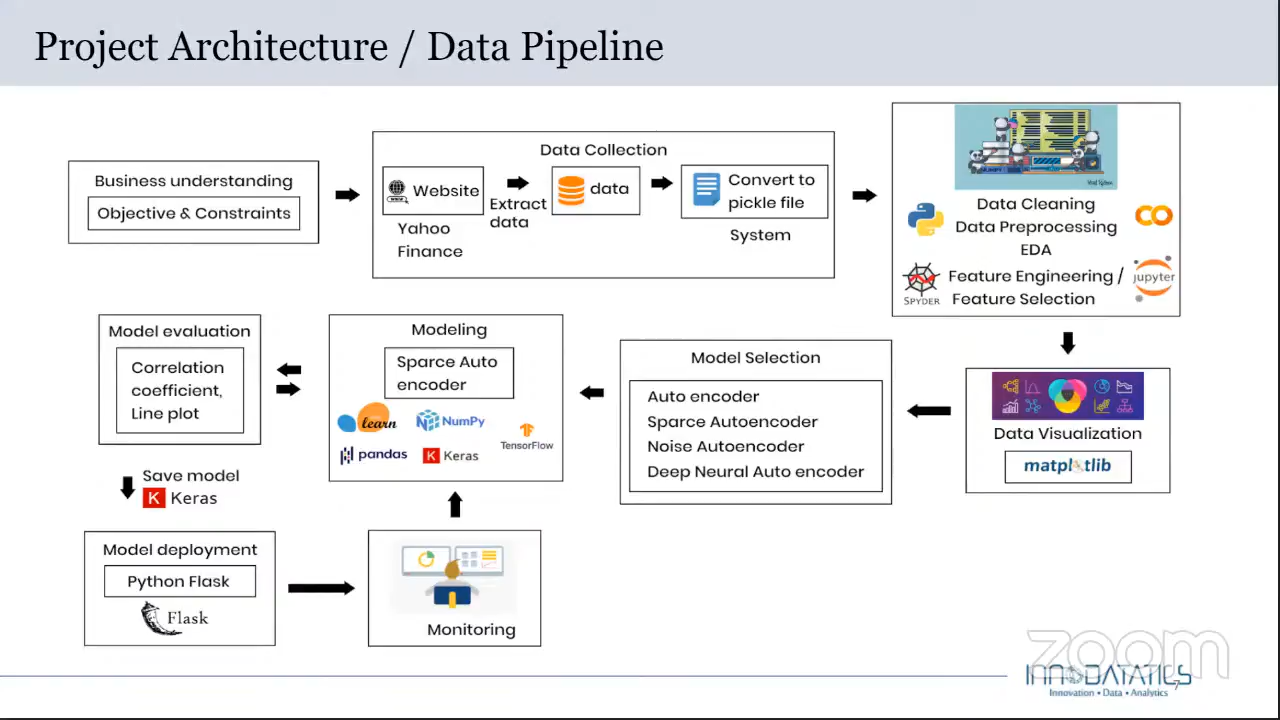 Project Architecture / Data Pipeline
Business understanding
Objective & Constraints
Data Collection
Website
Yahoo
Finance
Extract
data
data
Convert to
pickle file
System
Data Cleaning
Data Preprocessing
EDA
Feature Engineering /
Feature Selection
SPYDER
CO
jupyter
Data Visualization
matplotlib
Model Selection
Auto encoder
Sparce Autoencoder
Noise Autoencoder
Deep Neural Auto encoder
Modeling
Sparce Auto
encoder
learn
NumPy
TensorFlow
pandas
K Keras
Model evaluation
Correlation
coefficient,
Line plot
Save model
K Keras
Model deployment
Python Flask
Flask
Monitoring
zoom
INNODATATICS
Innovation • Data • Analytics
7